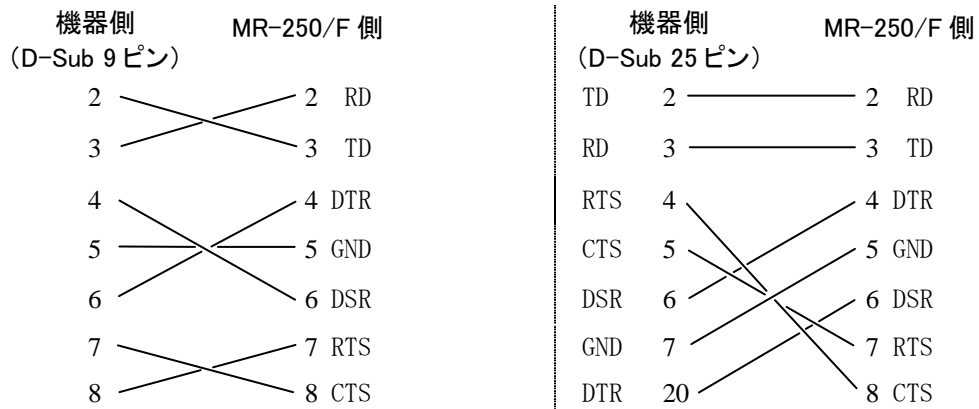 機器側 MR-250/F 側
（D-Sub 9 ピン）
2 2 RD
3 3 TD
4 4 DTR
5 5 GND
6 6 DSR
7 7 RTS
8 8 CTS
機器側 MR-250/F 側
（D-Sub 25 ピン）
TD 2 2 RD
RD 3 3 TD
RTS 4 4 DTR
CTS 5 5 GND
DSR 6 6 DSR
GND 7 7 RTS
DTR 20 8 CTS